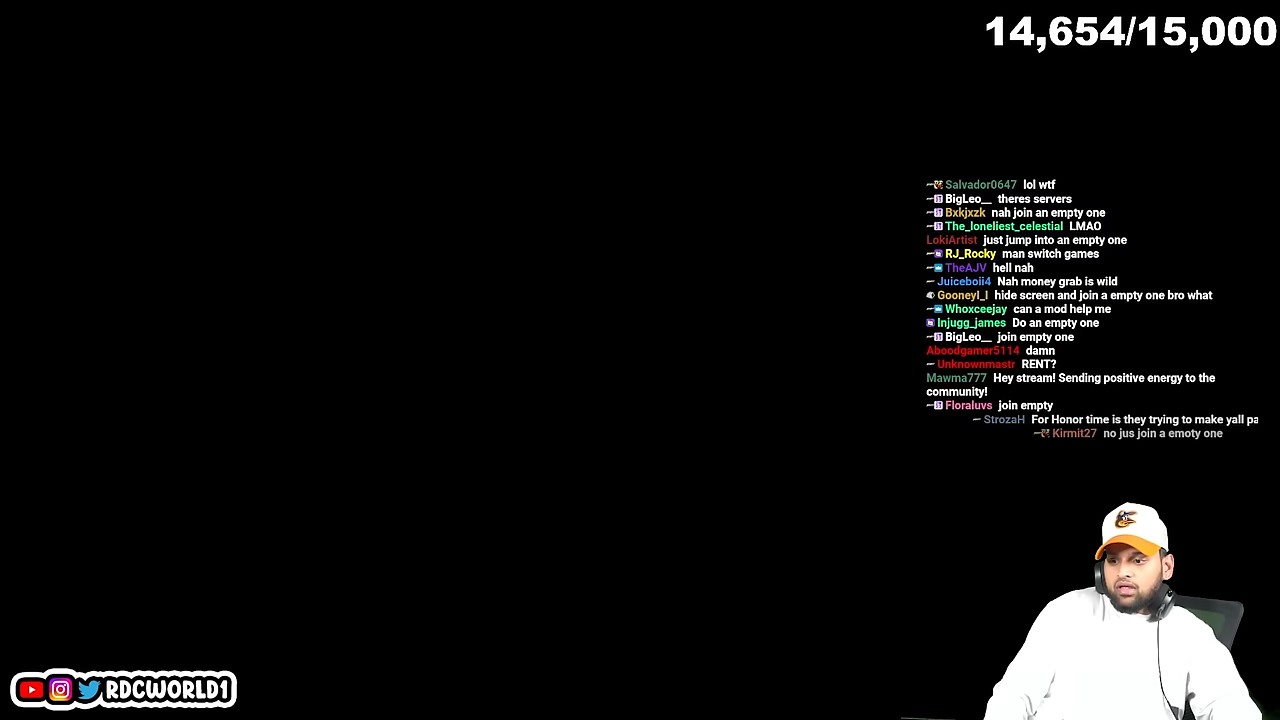 14,654/15,000
Salvador0647 lol wtf
BigLeo__ theres servers
Bxkjxzk nah join an empty one
The_loneliest_celestial LMAO
LokiArtist just jump into an empty one
RJ_Rocky man switch games
TheAJV hell nah
Juiceboii4 Nah money grab is wild
Gooneyl_l hide screen and join a empty one bro what
Whoxceejay can a mod help me
Injugg_james Do an empty one
BigLeo__ join empty one
Aboodgamer5114 damn
Unknownmastr RENT?
Mawma777 Hey stream! Sending positive energy to the
community!
Floraluvs join empty
StrozaH For Honor time is they trying to make yall pa
Kirmit27 no jus join a emoty one
RDCWORLD1